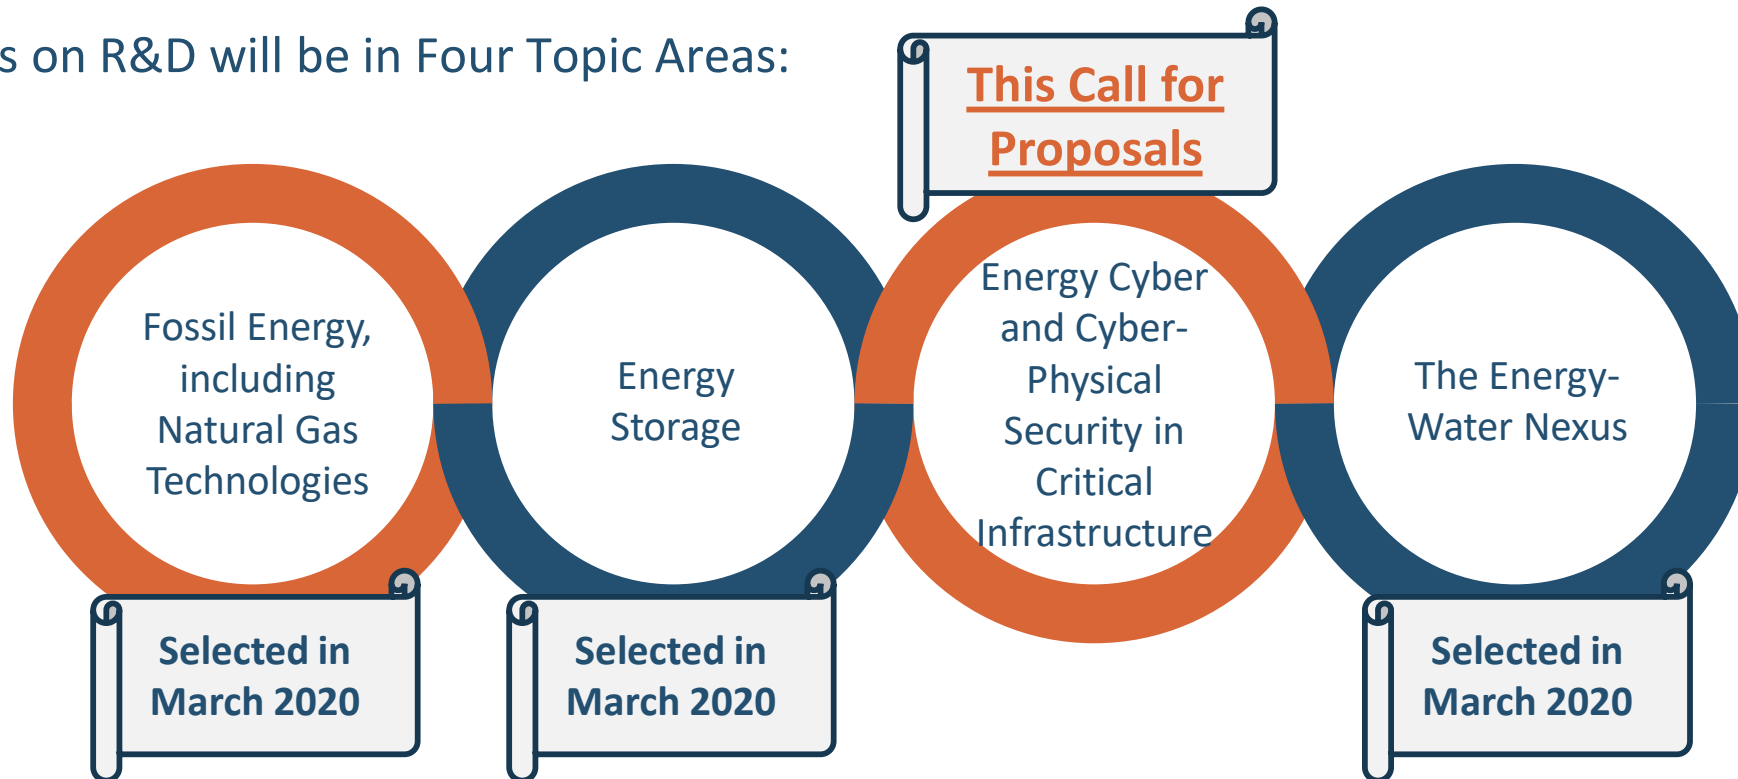 s on R&D will be in Four Topic Areas:
This Call for
Proposals
Fossil Energy,
including
Natural Gas
Technologies
Energy
Storage
Energy Cyber
and Cyber-
Physical
Security in
Critical
Infrastructure
The Energy-
Water Nexus
Selected in
March 2020
Selected in
March 2020
Selected in
March 2020